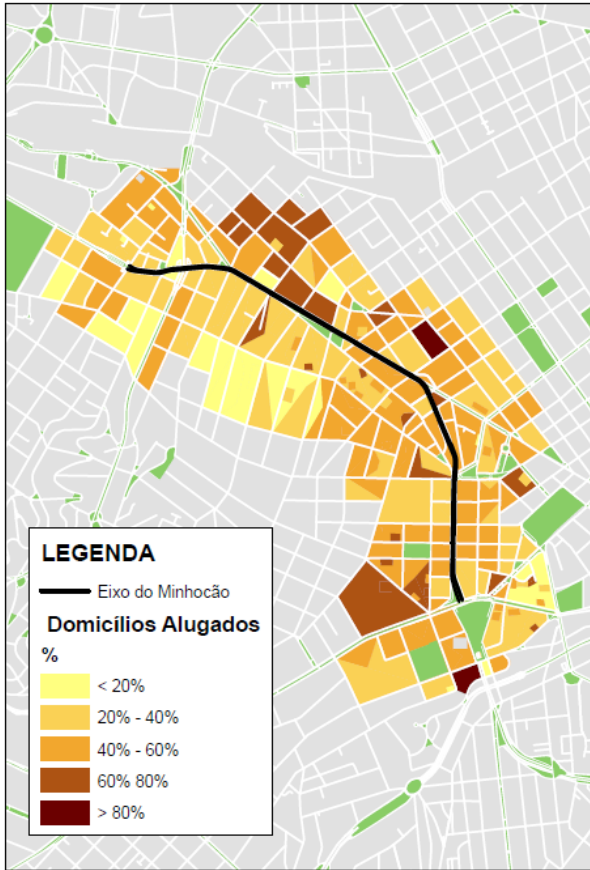 LEGENDA
Eixo do Minhocão
Domicílios Alugados
%
< 20%
20% - 40%
40% - 60%
60% 80%
> 80%